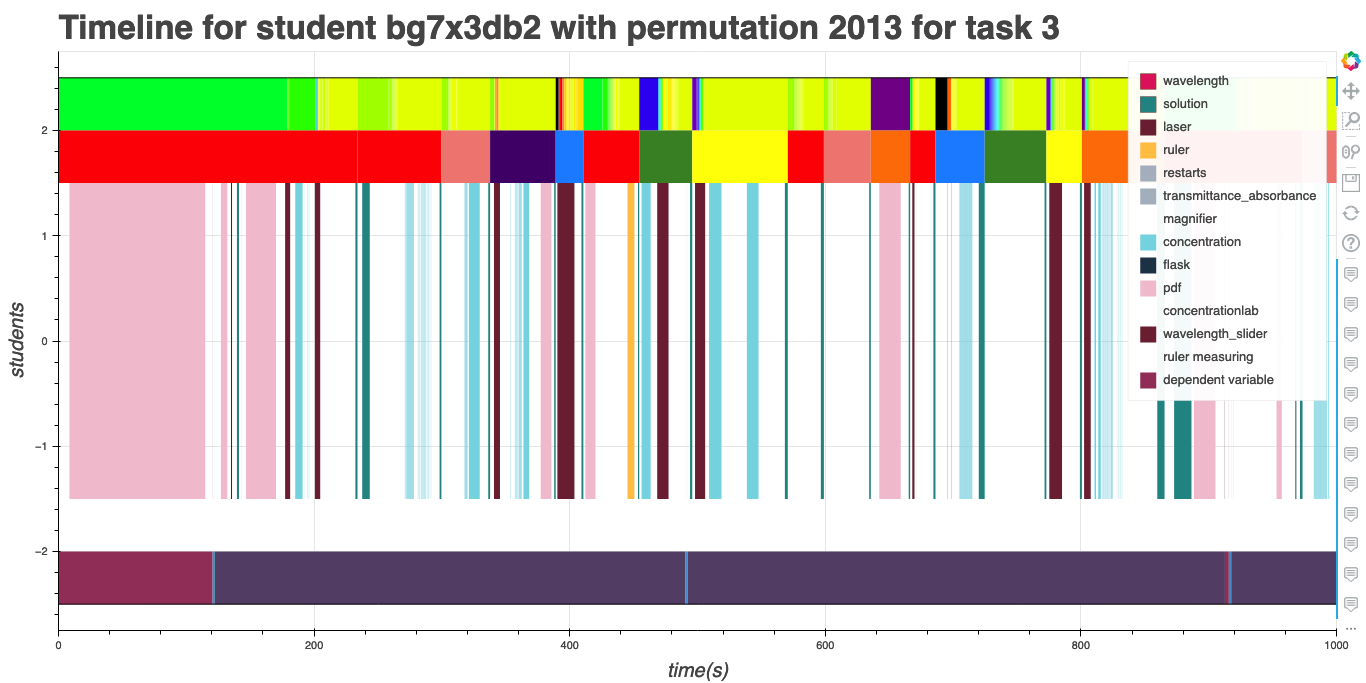 Timeline for student bg7x3db2 with permutation 2013 for task 3
wavelength
solution
laser
ruler
restarts
transmittance_absorbance
magnifier
concentration
flask
pdf
concentrationlab
wavelength_slider
ruler measuring
dependent variable
students
2
1
0
−1
−2
0
200
400
600
800
1000
time(s)